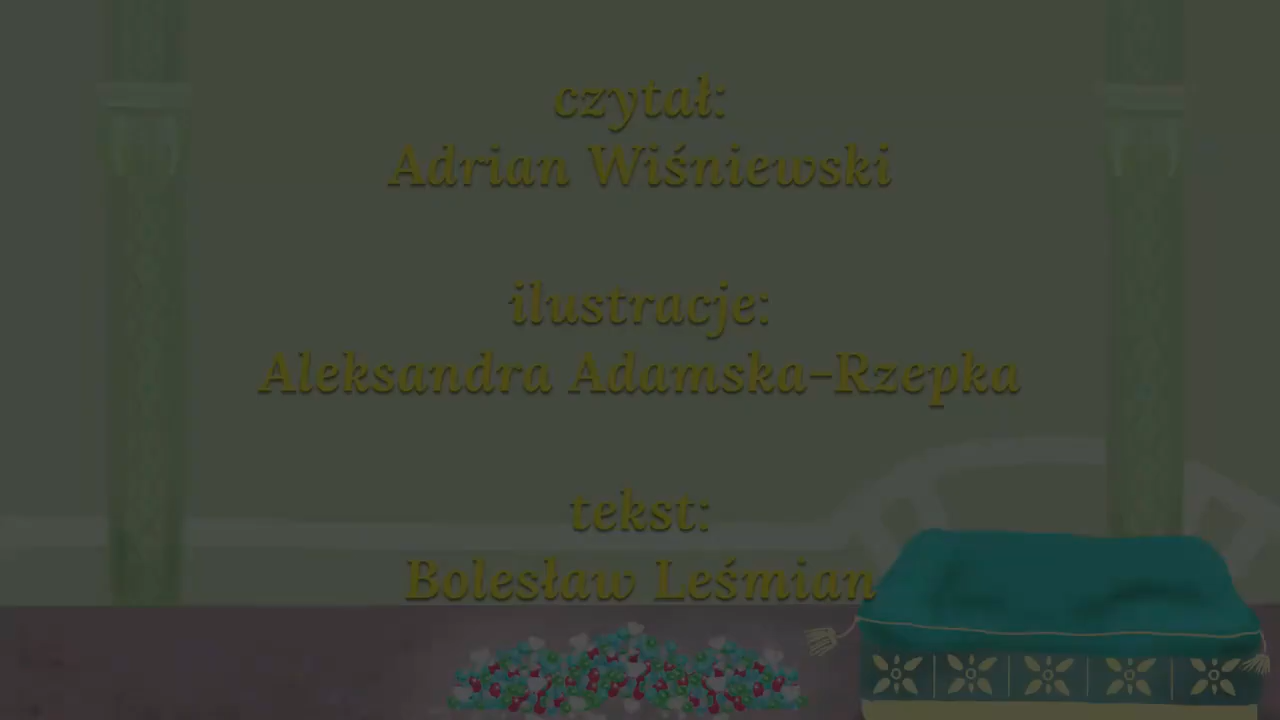 czytał:
Adrian Wiśniewski
ilustracje:
Aleksandra Adamska-Rzepka
tekst:
Bolesław Leśmian